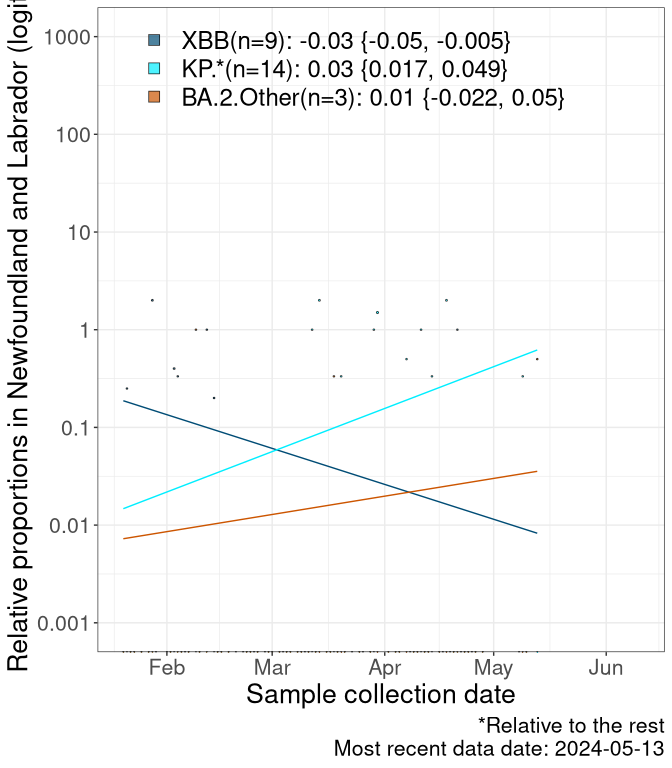 XBB(n=9): -0.03 {-0.05, -0.005}
KP.*(n=14): 0.03 {0.017, 0.049}
BA.2.Other(n=3): 0.01 {-0.022, 0.05}
Relative proportions in Newfoundland and Labrador
1000
100
10
1
0.1
0.01
0.001
Feb Mar Apr May Jun
Sample collection date
*Relative to the rest
Most recent data date: 2024-05-13